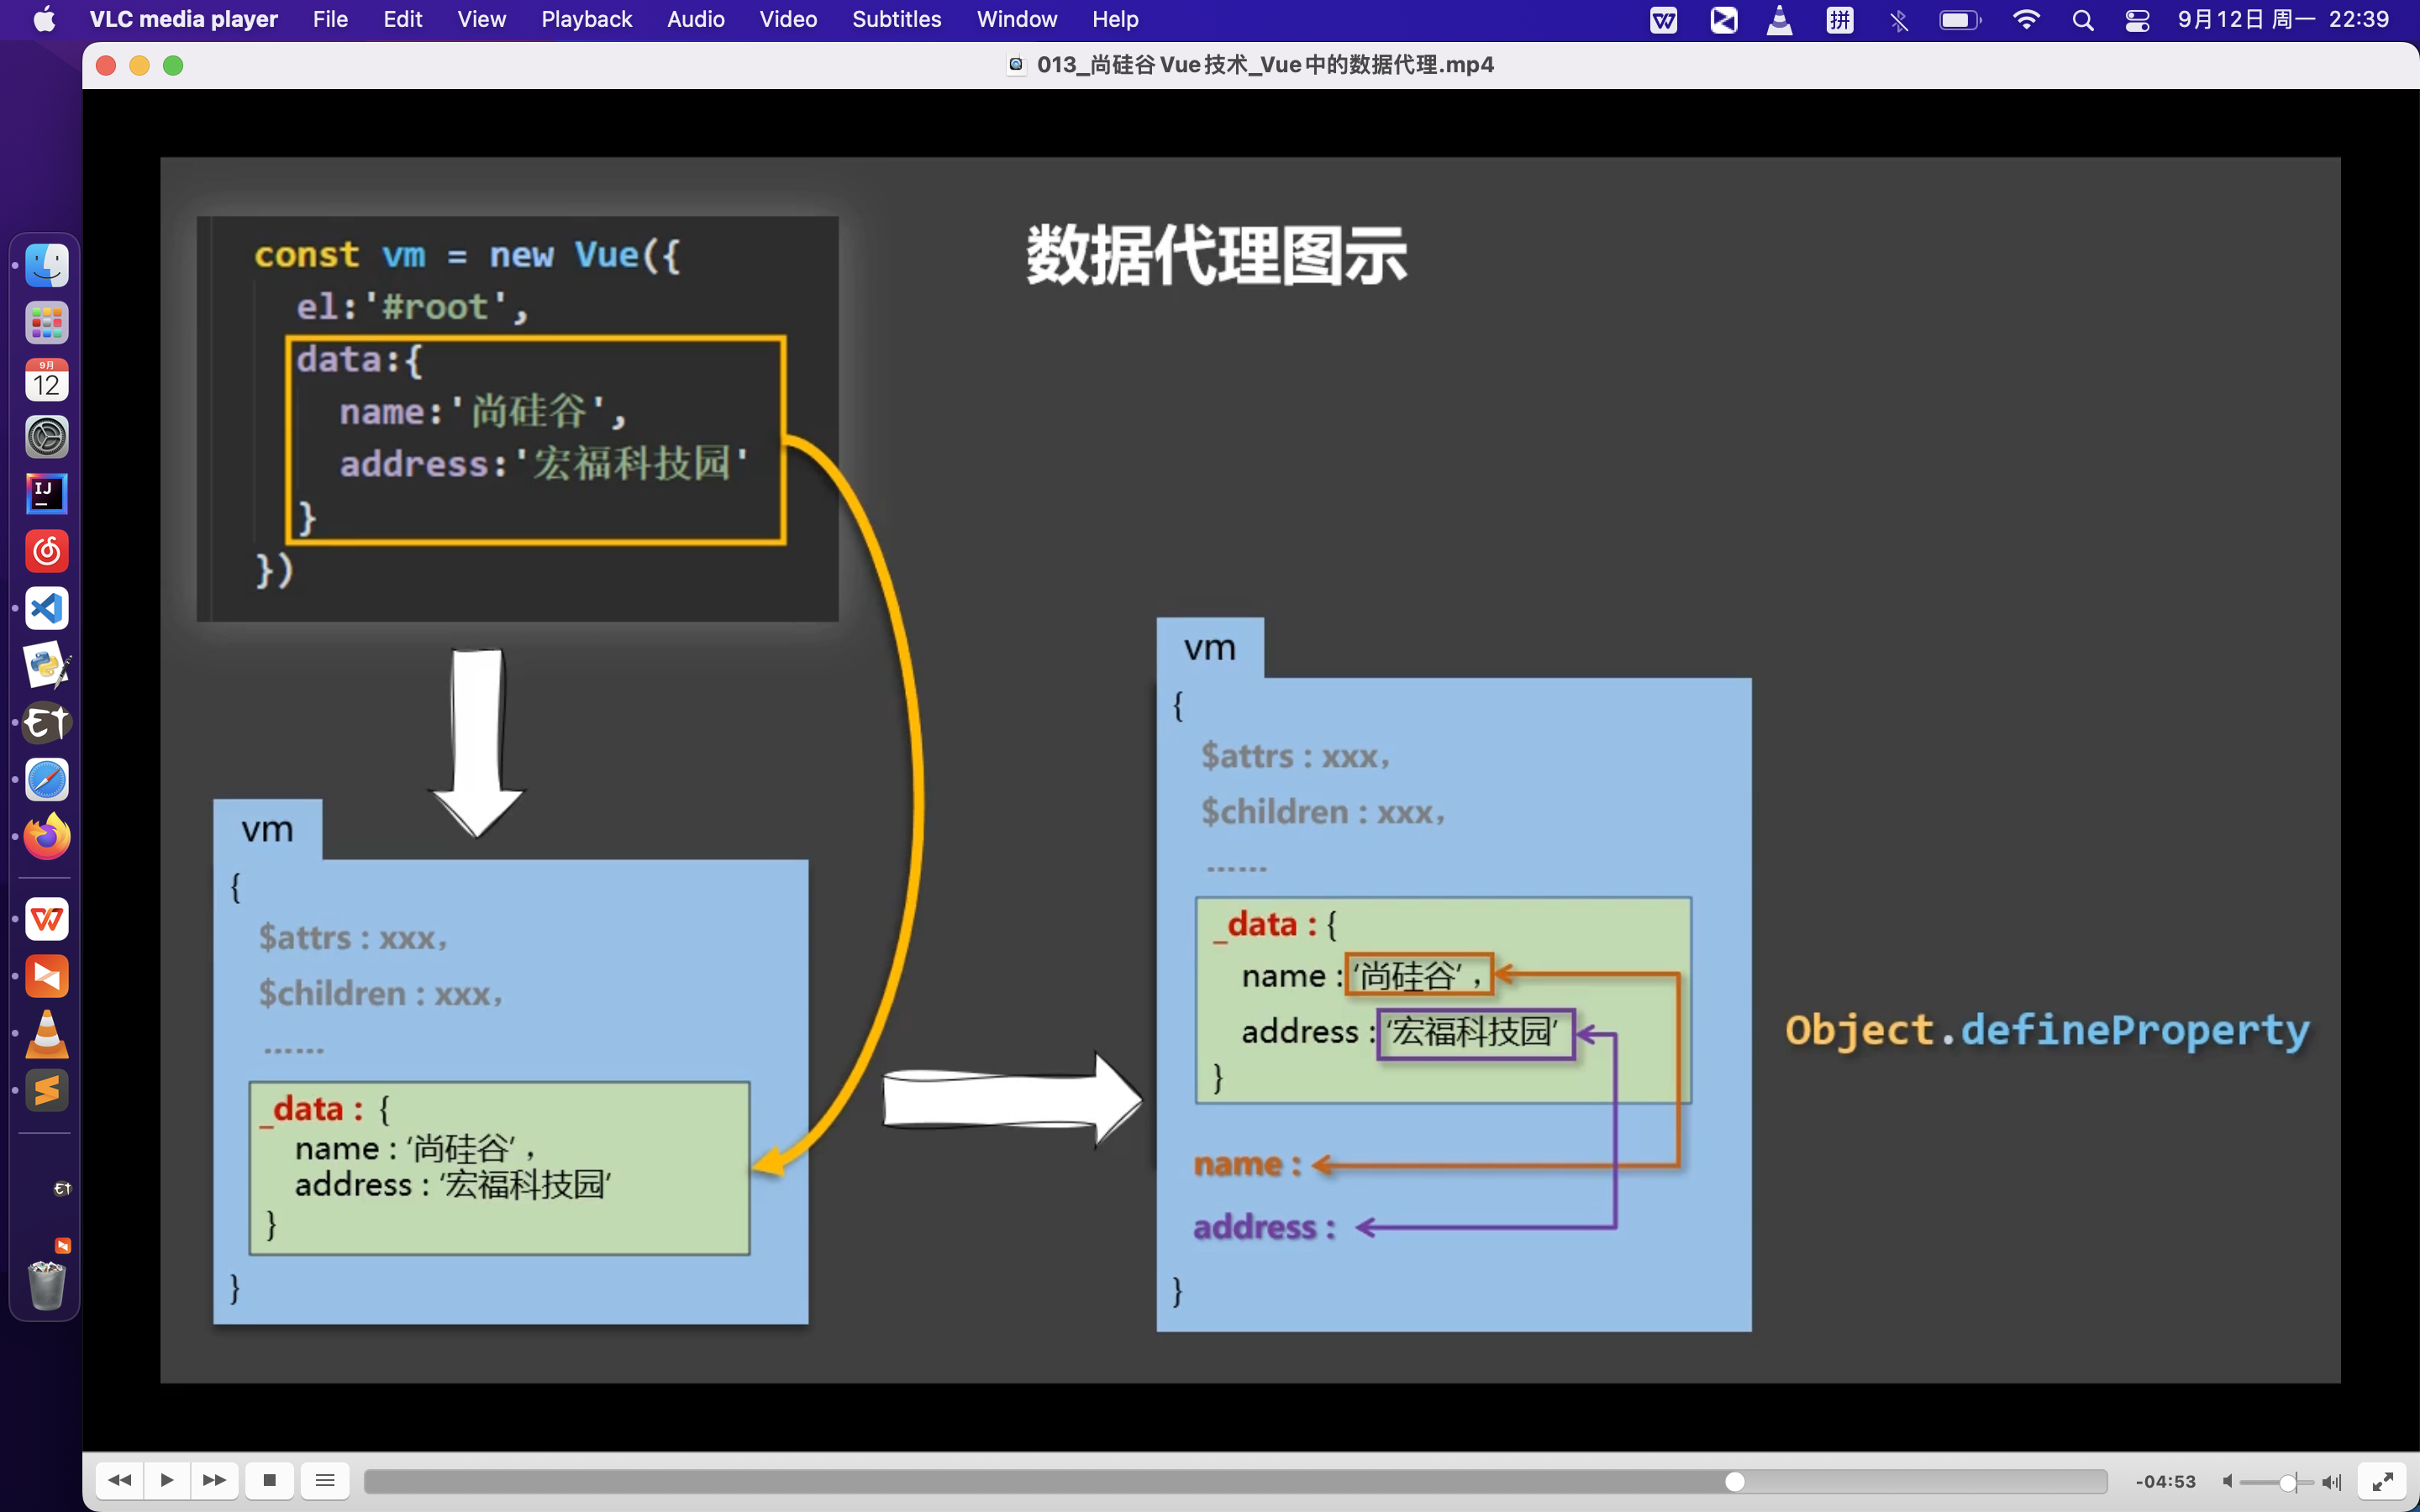 VLC media player File Edit View Playback Audio Video Subtitles Window Help 拼 9月12日 周一 22:39
013_尚硅谷Vue技术_Vue中的数据代理.mp4
9月
12
IJ
数据代理图示
const vm = new Vue({
el:'#root',
data:{
name:'尚硅谷',
address:'宏福科技园'
}
})
vm
{
$attrs : xxx,
$children : xxx,
......
_data : {
name : '尚硅谷' ,
address : '宏福科技园'
}
}
vm
{
$attrs : xxx,
$children : xxx,
......
_data : {
name : '尚硅谷' ,
address : '宏福科技园'
}
name :
address :
}
Object.defineProperty
-04:53